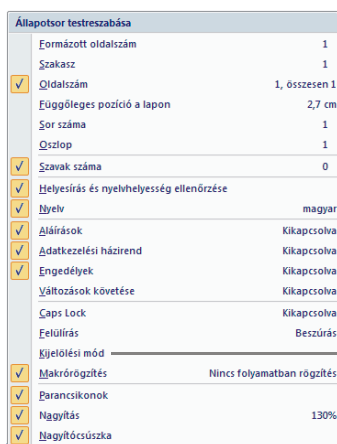 Állapotsor testreszabása
Formázott oldalszám 1
Szakasz 1
Oldalszám 1, összesen 1
Függőleges pozíció a lapon 2,7 cm
Sor száma 1
Oszlop 1
Szavak száma 0
Helyesírás és nyelvhelyesség ellenőrzése
Nyelv magyar
Aláírások Kikapcsolva
Adatkezelési házirend Kikapcsolva
Engedélyek Kikapcsolva
Változások követése Kikapcsolva
Caps Lock Kikapcsolva
Felülírás Beszúrás
Kijelölési mód
Makrórögzítés Nincs folyamatban rögzítés
Parancsikonok
Nagyítás 130%
Nagyítócsúszka